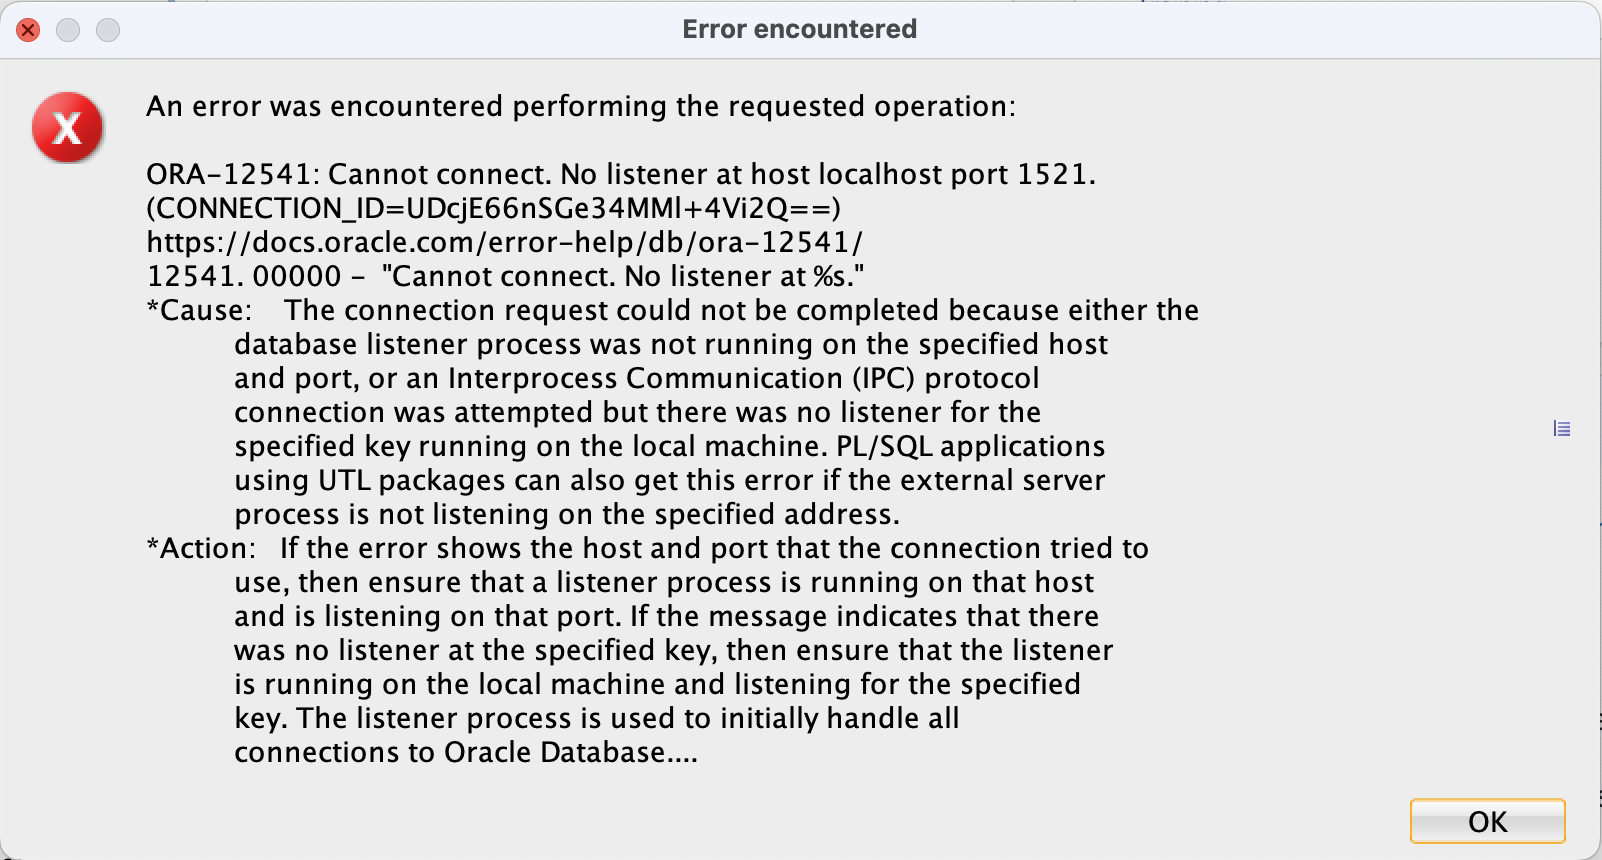 Error encountered
An error was encountered performing the requested operation:
ORA-12541: Cannot connect. No listener at host localhost port 1521.
(CONNECTION_ID=UDcjE66nSGe34MMl+4Vi2Q==)
https://docs.oracle.com/error-help/db/ora-12541/
12541. 00000 -  "Cannot connect. No listener at %s."
*Cause:    The connection request could not be completed because either the
database listener process was not running on the specified host
and port, or an Interprocess Communication (IPC) protocol
connection was attempted but there was no listener for the
specified key running on the local machine. PL/SQL applications
using UTL packages can also get this error if the external server
process is not listening on the specified address.
*Action:   If the error shows the host and port that the connection tried to
use, then ensure that a listener process is running on that host
and is listening on that port. If the message indicates that there
was no listener at the specified key, then ensure that the listener
is running on the local machine and listening for the specified
key. The listener process is used to initially handle all
connections to Oracle Database....
OK